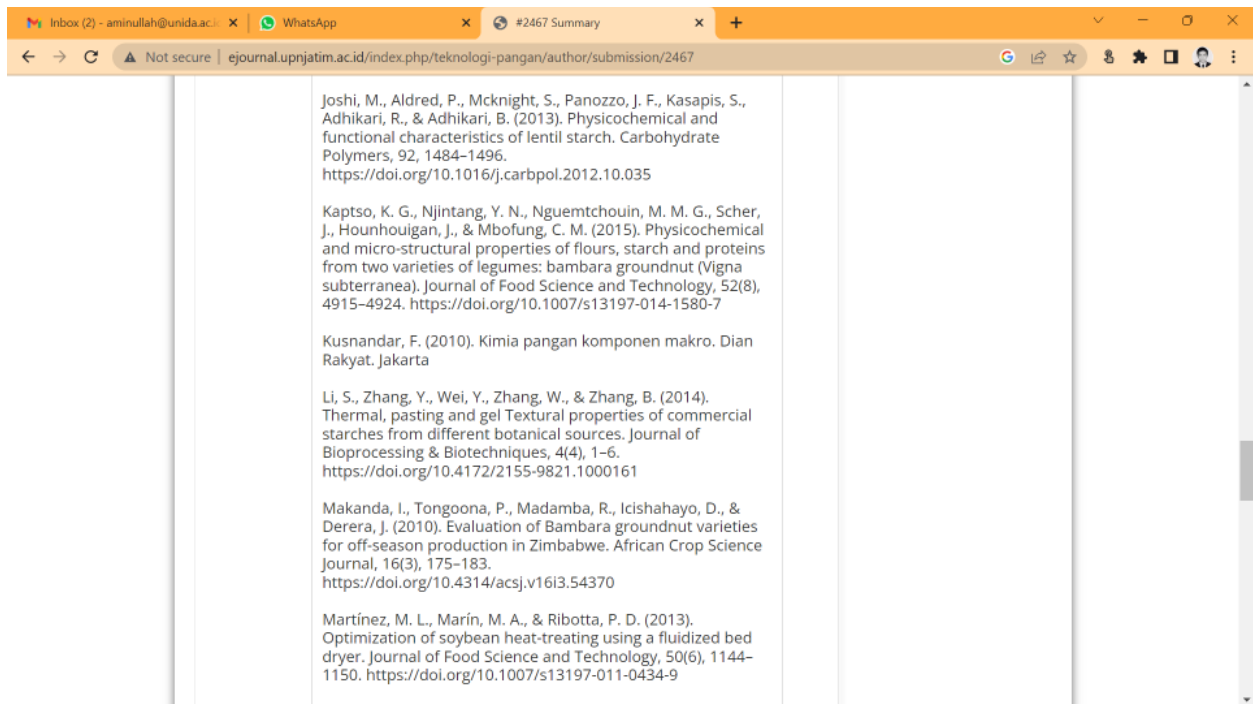 Inbox (2) - aminullah@unida.ac.i
WhatsApp
#2467 Summary
Not secure | ejournal.upnjatim.ac.id/index.php/teknologi-pangan/author/submission/2467
Joshi, M., Aldred, P., Mcknight, S., Panozzo, J. F., Kasapis, S.,
Adhikari, R., & Adhikari, B. (2013). Physicochemical and
functional characteristics of lentil starch. Carbohydrate
Polymers, 92, 1484–1496.
https://doi.org/10.1016/j.carbpol.2012.10.035
Kaptso, K. G., Njintang, Y. N., Nguemtchouin, M. M. G., Scher,
J., Hounhouigan, J., & Mbofung, C. M. (2015). Physicochemical
and micro-structural properties of flours, starch and proteins
from two varieties of legumes: bambara groundnut (Vigna
subterranea). Journal of Food Science and Technology, 52(8),
4915–4924. https://doi.org/10.1007/s13197-014-1580-7
Kusnandar, F. (2010). Kimia pangan komponen makro. Dian
Rakyat. Jakarta
Li, S., Zhang, Y., Wei, Y., Zhang, W., & Zhang, B. (2014).
Thermal, pasting and gel Textural properties of commercial
starches from different botanical sources. Journal of
Bioprocessing & Biotechniques, 4(4), 1–6.
https://doi.org/10.4172/2155-9821.1000161
Makanda, I., Tongoona, P., Madamba, R., Icishahayo, D., &
Derera, J. (2010). Evaluation of Bambara groundnut varieties
for off-season production in Zimbabwe. African Crop Science
Journal, 16(3), 175–183.
https://doi.org/10.4314/acsj.v16i3.54370
Martínez, M. L., Marín, M. A., & Ribotta, P. D. (2013).
Optimization of soybean heat-treating using a fluidized bed
dryer. Journal of Food Science and Technology, 50(6), 1144–
1150. https://doi.org/10.1007/s13197-011-0434-9